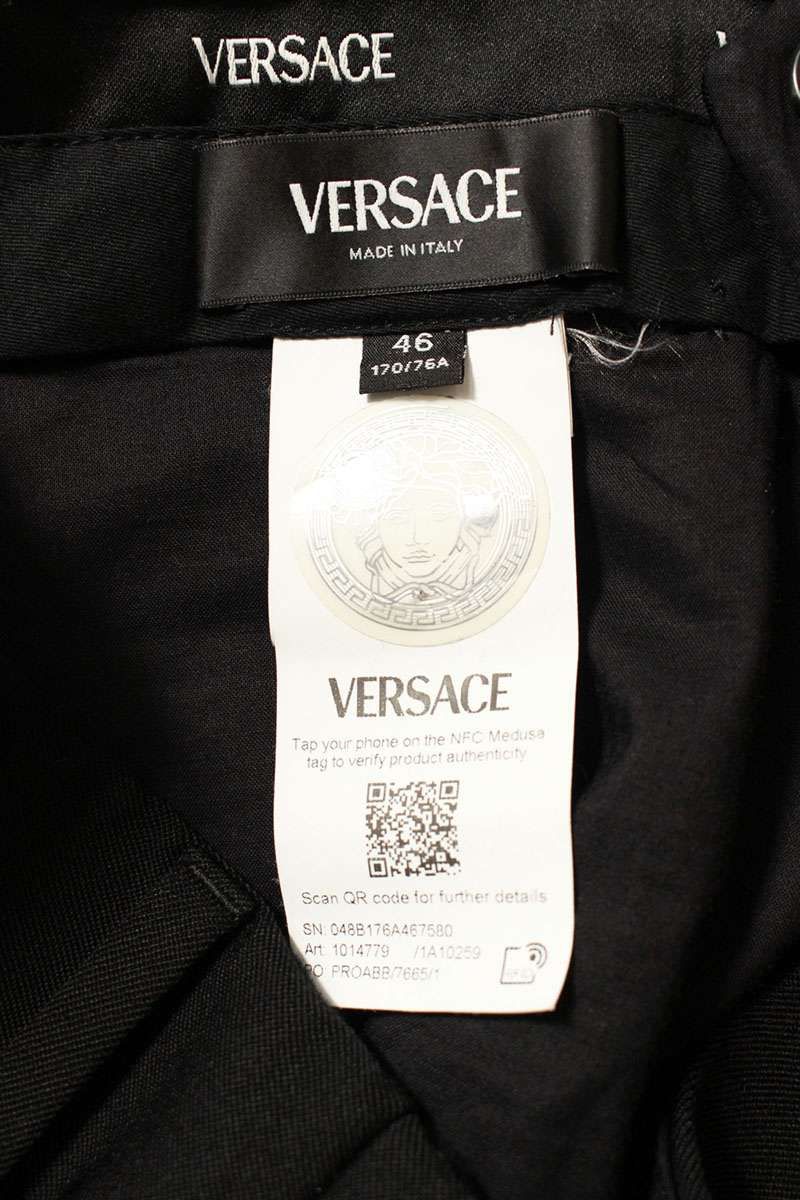 VERSACE
VERSACE
MADE IN ITALY
46
170/76A
VERSACE
Tap your phone on the NFC Medusa
tag to verify product authenticity
Scan QR code for further details
SN: 048B176A467580
Art: 1014779 /1A10259
PO: PROABB/7665/1
NFC